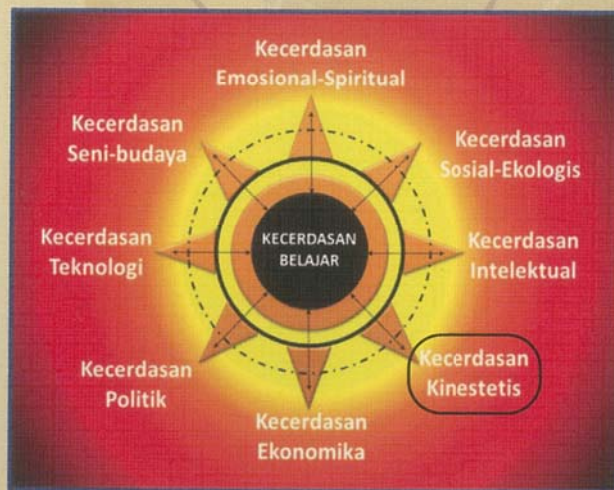 Kecerdasan
Emosional-Spiritual
Kecerdasan
Seni-budaya
Kecerdasan
Sosial-Ekologis
Kecerdasan
Teknologi
KECERDASAN
BELAJAR
Kecerdasan
Intelektual
Kecerdasan
Politik
Kecerdasan
Kinestetis
Kecerdasan
Ekonomika